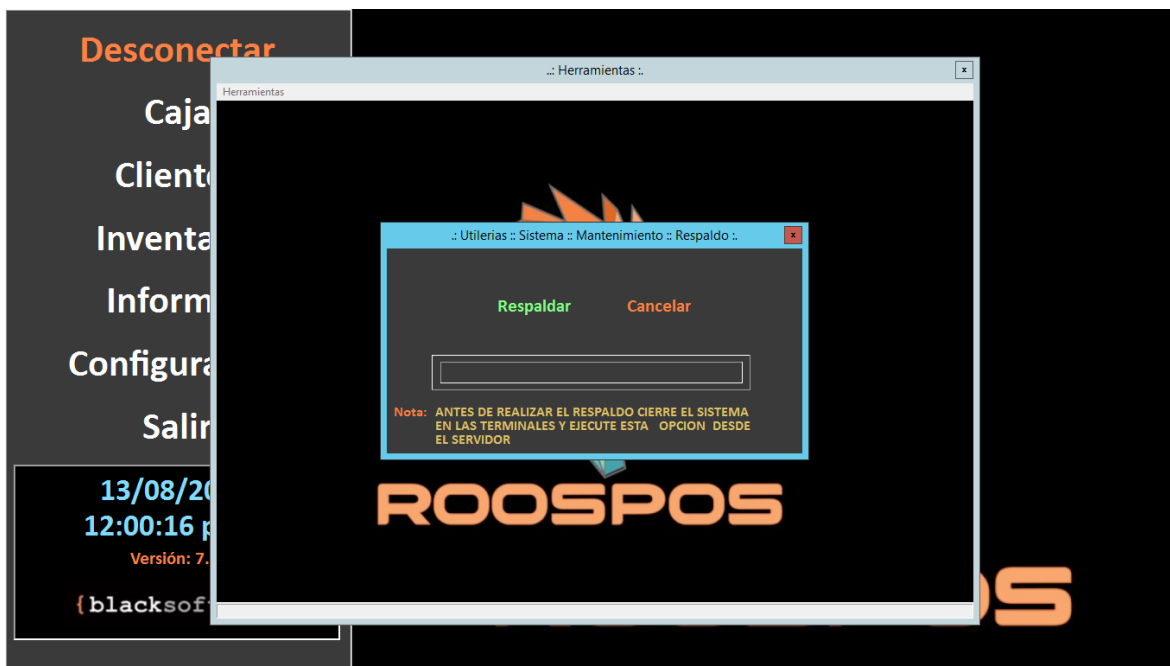 Desconectar
Caja
Client
Inventa
Inform
Configura
Salir
13/08/20
12:00:16 p
Versión: 7.
{blacksof
..: Herramientas :.
x
Herramientas
.: Utilerias :: Sistema :: Mantenimiento :: Respaldo :.
x
Respaldar Cancelar
Nota: ANTES DE REALIZAR EL RESPALDO CIERRE EL SISTEMA
EN LAS TERMINALES Y EJECUTE ESTA OPCION DESDE
EL SERVIDOR
ROOSPOS
S